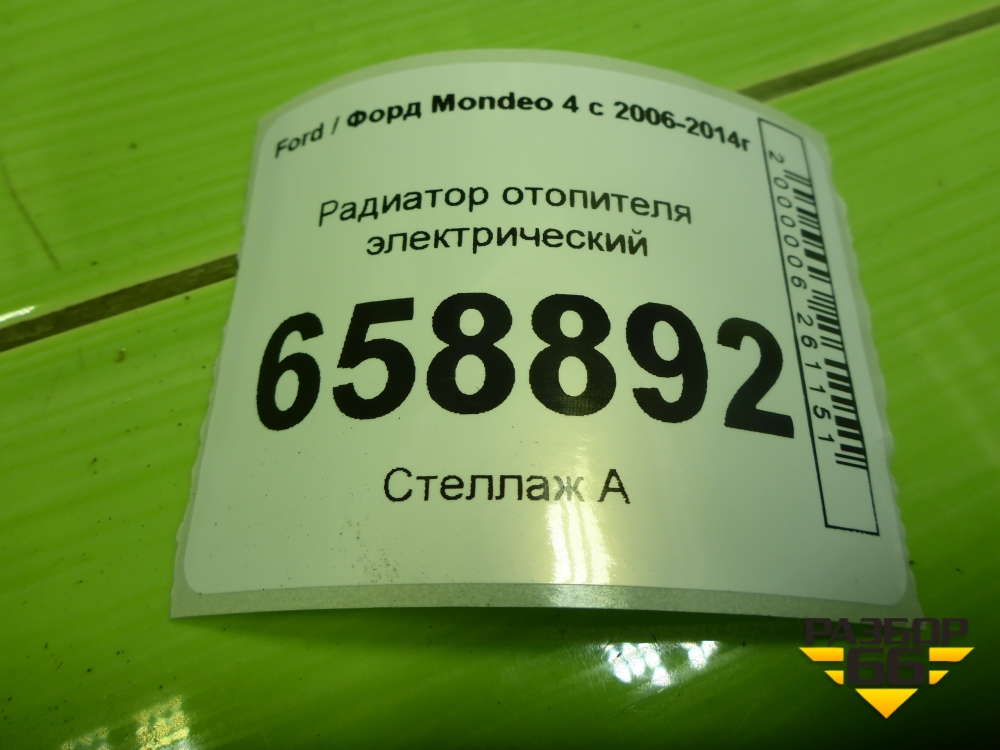 Ford / Форд Mondeo 4 с 2006-2014г
Радиатор отопителя
электрический
658892
Стеллаж А
2000006261151
РАЗБОР
66